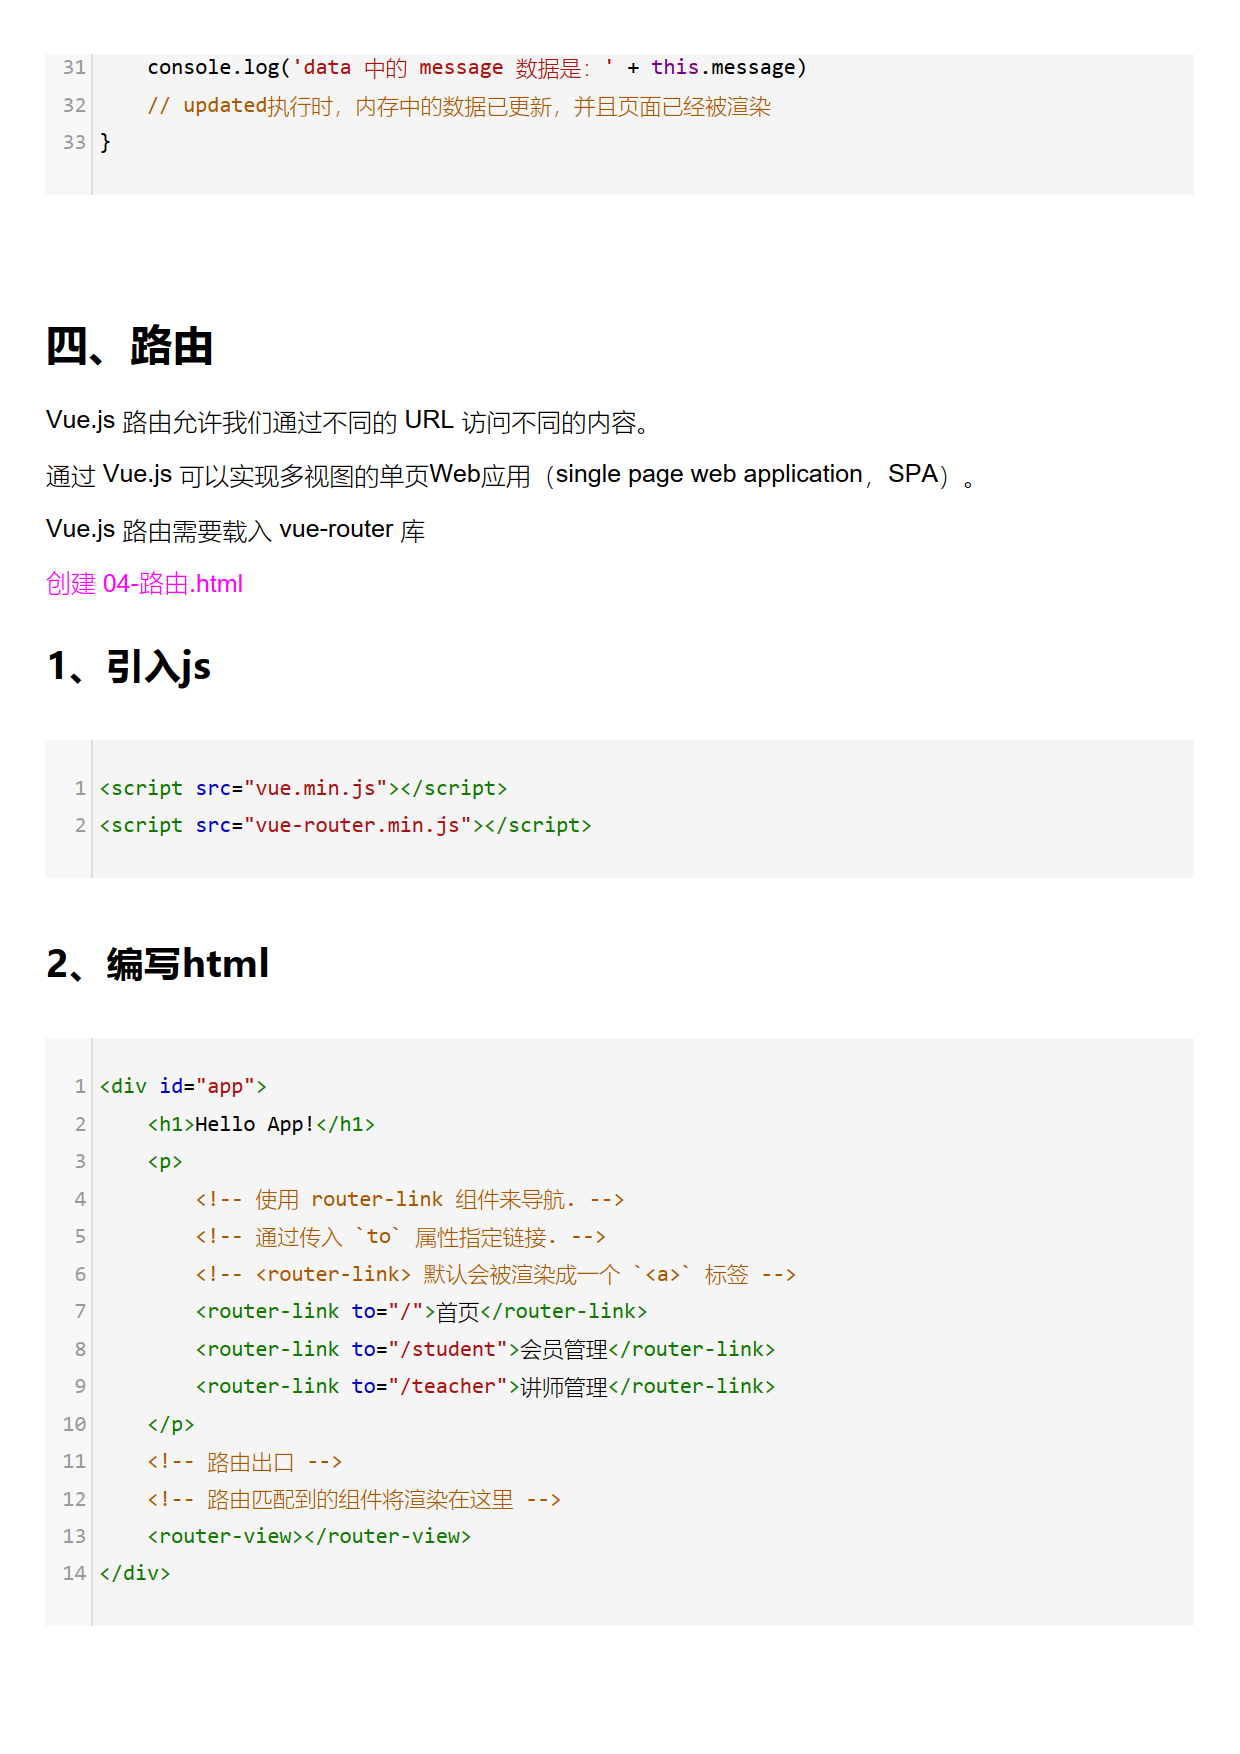 31     console.log('data 中的 message 数据是：' + this.message)
32     // updated执行时，内存中的数据已更新，并且页面已经被渲染
33 }
四、路由
Vue.js 路由允许我们通过不同的 URL 访问不同的内容。
通过 Vue.js 可以实现多视图的单页Web应用（single page web application，SPA）。
Vue.js 路由需要载入 vue-router 库
创建 04-路由.html
1、引入js
1 <script src="vue.min.js"></script>
2 <script src="vue-router.min.js"></script>
2、编写html
1 <div id="app">
2     <h1>Hello App!</h1>
3     <p>
4         <!-- 使用 router-link 组件来导航. -->
5         <!-- 通过传入 `to` 属性指定链接. -->
6         <!-- <router-link> 默认会被渲染成一个 `<a>` 标签 -->
7         <router-link to="/">首页</router-link>
8         <router-link to="/student">会员管理</router-link>
9         <router-link to="/teacher">讲师管理</router-link>
10     </p>
11     <!-- 路由出口 -->
12     <!-- 路由匹配到的组件将渲染在这里 -->
13     <router-view></router-view>
14 </div>